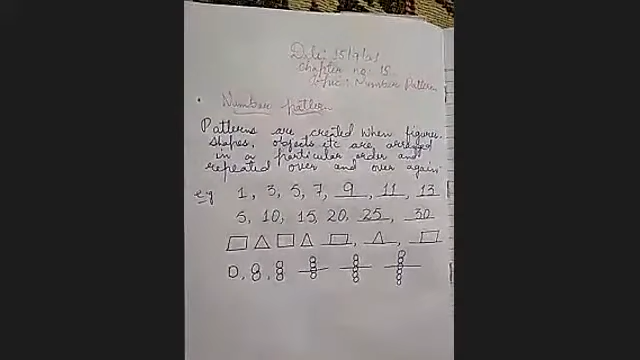 Date: 15/9/21
Chapter no: 15
Topic: Number Pattern
Number pattern
Patterns are created when figures,
shapes, objects etc are arranged
in a particular order and
repeated over and over again.
eg 1, 3, 5, 7, 9, 11, 13
5, 10, 15, 20, 25, 30